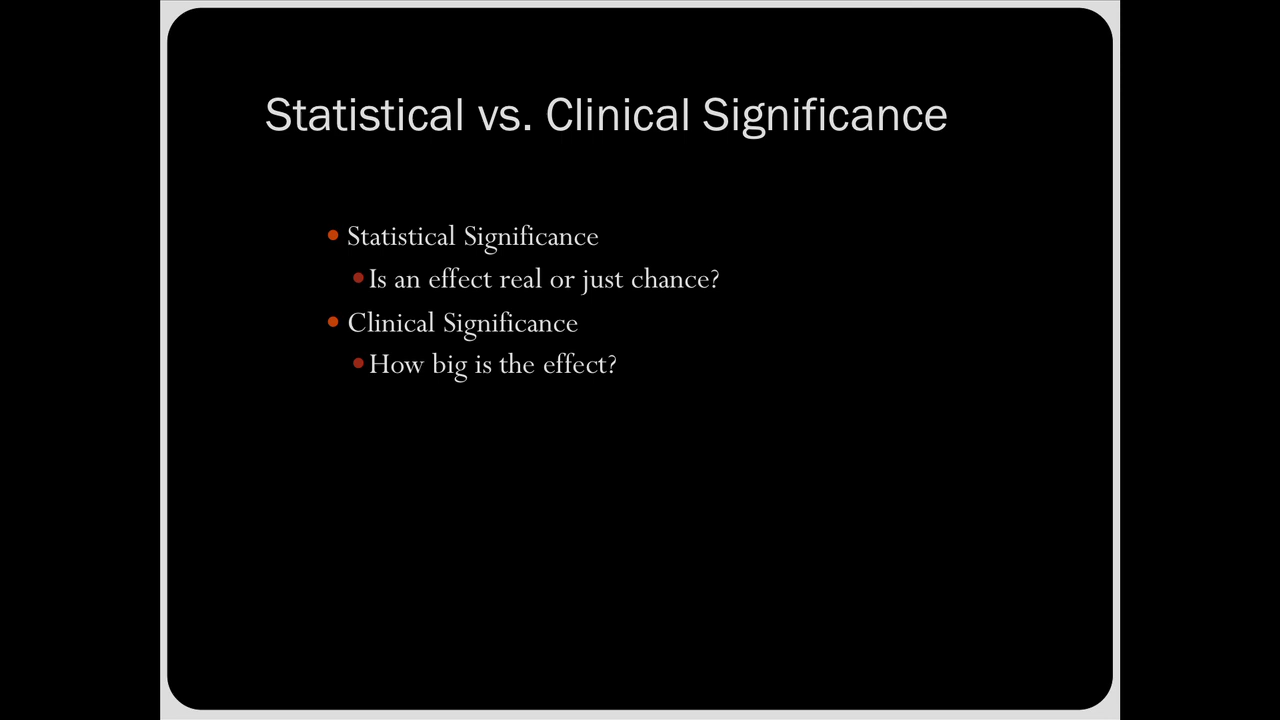 Statistical vs. Clinical Significance
Statistical Significance
Is an effect real or just chance?
Clinical Significance
How big is the effect?